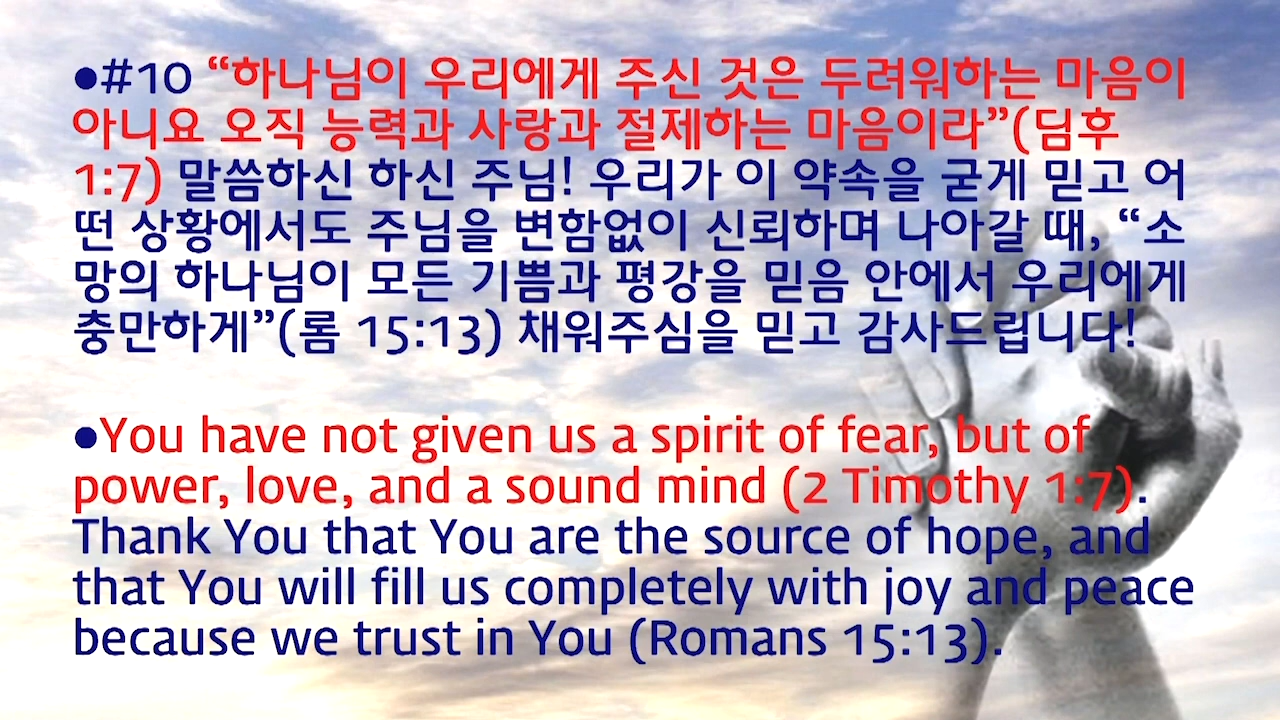 ●#10 “하나님이 우리에게 주신 것은 두려워하는 마음이
아니요 오직 능력과 사랑과 절제하는 마음이라”(딤후
1:7) 말씀하신 하신 주님! 우리가 이 약속을 굳게 믿고 어
떤 상황에서도 주님을 변함없이 신뢰하며 나아갈 때, “소
망의 하나님이 모든 기쁨과 평강을 믿음 안에서 우리에게
충만하게”(롬 15:13) 채워주심을 믿고 감사드립니다!
●You have not given us a spirit of fear, but of
power, love, and a sound mind (2 Timothy 1:7).
Thank You that You are the source of hope, and
that You will fill us completely with joy and peace
because we trust in You (Romans 15:13).